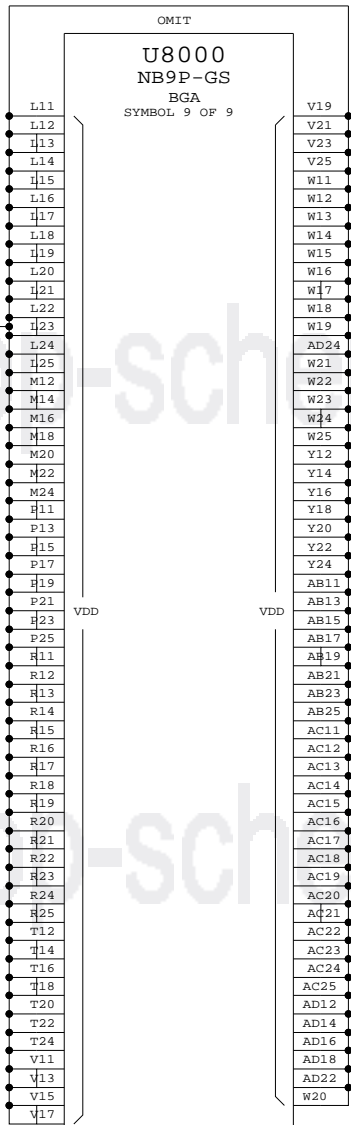 OMIT
U8000
NB9P-GS
BGA
SYMBOL 9 OF 9
L11 V19
L12 V21
L13 V23
L14 V25
L15 W11
L16 W12
L17 W13
L18 W14
L19 W15
L20 W16
L21 W17
L22 W18
L23 W19
L24 AD24
L25 W21
M12 W22
M14 W23
M16 W24
M18 W25
M20 Y12
M22 Y14
M24 Y16
P11 Y18
P13 Y20
P15 Y22
P17 Y24
P19 AB11
P21 AB13
VDD VDD
P23 AB15
P25 AB17
R11 AB19
R12 AB21
R13 AB23
R14 AB25
R15 AC11
R16 AC12
R17 AC13
R18 AC14
R19 AC15
R20 AC16
R21 AC17
R22 AC18
R23 AC19
R24 AC20
R25 AC21
T12 AC22
T14 AC23
T16 AC24
T18 AC25
T20 AD12
T22 AD14
T24 AD16
V11 AD18
V13 AD22
V15 W20
V17
op-sche
op-sche